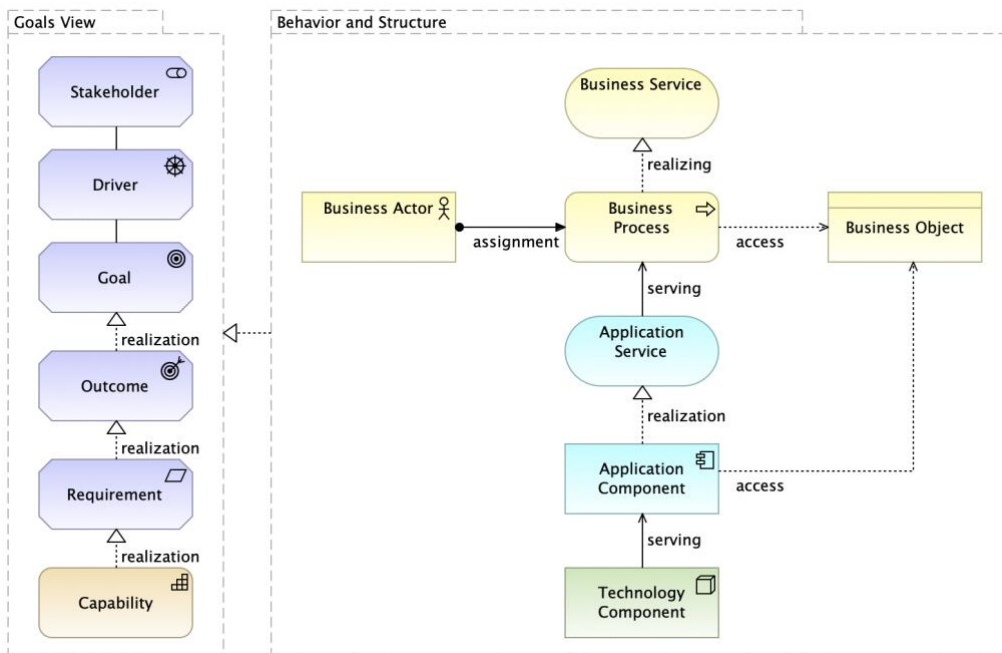 Goals View
Stakeholder
Driver
Goal
realization
Outcome
realization
Requirement
realization
Capability
Behavior and Structure
Business Service
realizing
Business Actor
assignment
Business
Process
access
Business Object
serving
Application
Service
realization
Application
Component
access
serving
Technology
Component